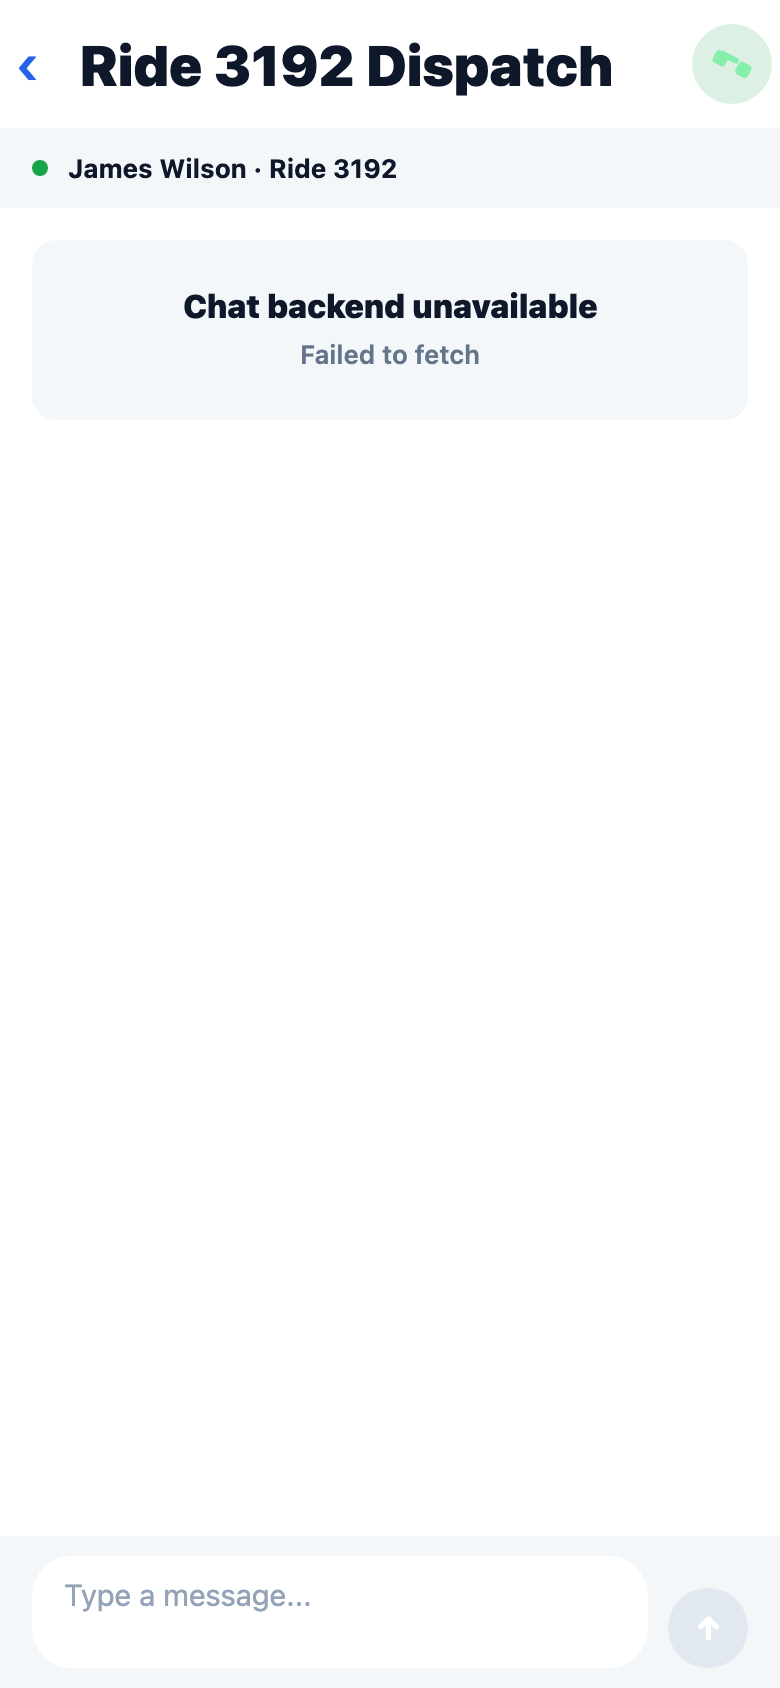 Ride 3192 Dispatch
James Wilson · Ride 3192
Chat backend unavailable
Failed to fetch
Type a message...